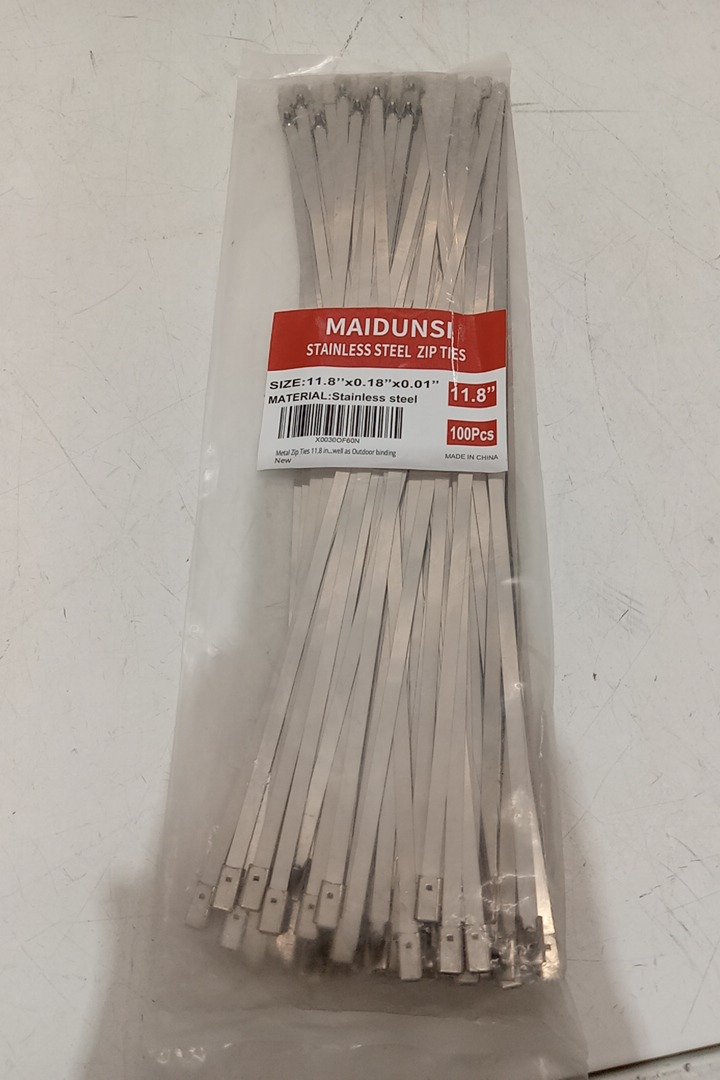 MAIDUNSI
STAINLESS STEEL ZIP TIES
SIZE:11.8’’x0.18’’x0.01’’
11.8’’
MATERIAL:Stainless steel
X0030OF60N
100Pcs
Metal Zip Ties 11.8 in...well as Outdoor binding
New
MADE IN CHINA